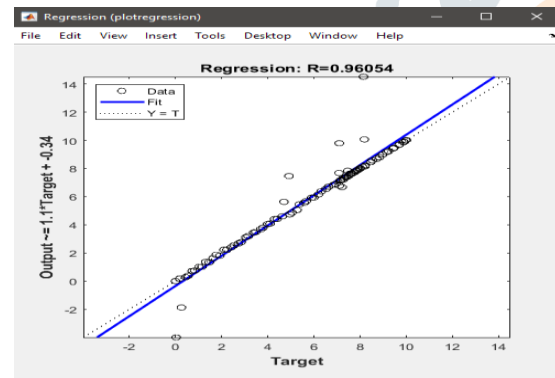 Regression (plotregression)
File Edit View Insert Tools Desktop Window Help
Regression: R=0.96054
Data
Fit
Y = T
Output ~= 1.1*Target + -0.34
14
12
10
8
6
4
2
0
-2
-2 0 2 4 6 8 10 12 14
Target